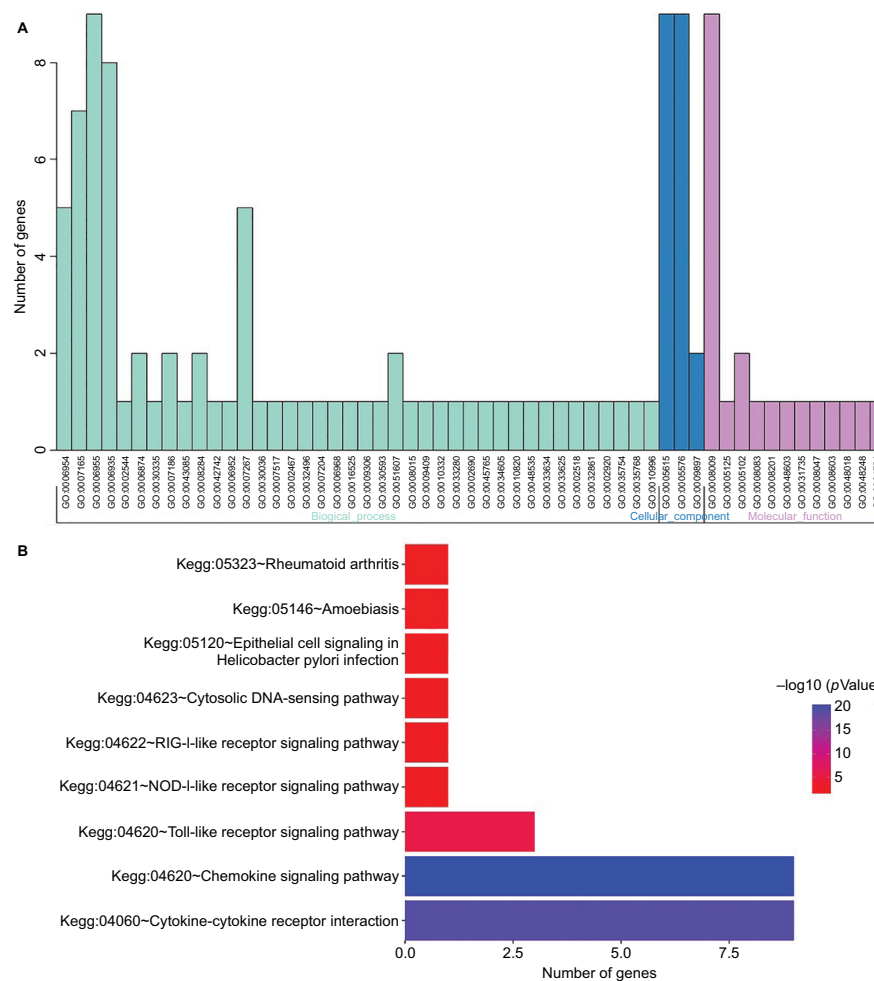 A
Number of genes
8
6
4
2
0
GO:0006954
GO:0007165
GO:0006955
GO:0006935
GO:0002544
GO:0006874
GO:0030335
GO:0007186
GO:0043085
GO:0008284
GO:0042742
GO:0006952
GO:0007267
GO:0030036
GO:0007517
GO:0002467
GO:0032496
GO:0007204
GO:0006968
GO:0016525
GO:0009306
GO:0030593
GO:0051607
GO:0008015
GO:0009409
GO:0010332
GO:0033280
GO:0002690
GO:0045765
GO:0034605
GO:0010820
GO:0048535
GO:0033634
GO:0033625
GO:0002518
GO:0032861
GO:0002920
GO:0035754
GO:0035768
GO:0010996
GO:0005615
GO:0005576
GO:0009897
GO:0008009
GO:0005125
GO:0005102
GO:0008083
GO:0008201
GO:0048603
GO:0031735
GO:0008047
GO:0008603
GO:0048018
GO:0048248
Biogical_process
Cellular_component
Molecular_function
B
Kegg:05323~Rheumatoid arthritis
Kegg:05146~Amoebiasis
Kegg:05120~Epithelial cell signaling in
Helicobacter pylori infection
Kegg:04623~Cytosolic DNA-sensing pathway
Kegg:04622~RIG-I-like receptor signaling pathway
Kegg:04621~NOD-I-like receptor signaling pathway
Kegg:04620~Toll-like receptor signaling pathway
Kegg:04620~Chemokine signaling pathway
Kegg:04060~Cytokine-cytokine receptor interaction
0.0
2.5
5.0
7.5
Number of genes
–log10 (pValue
20
15
10
5